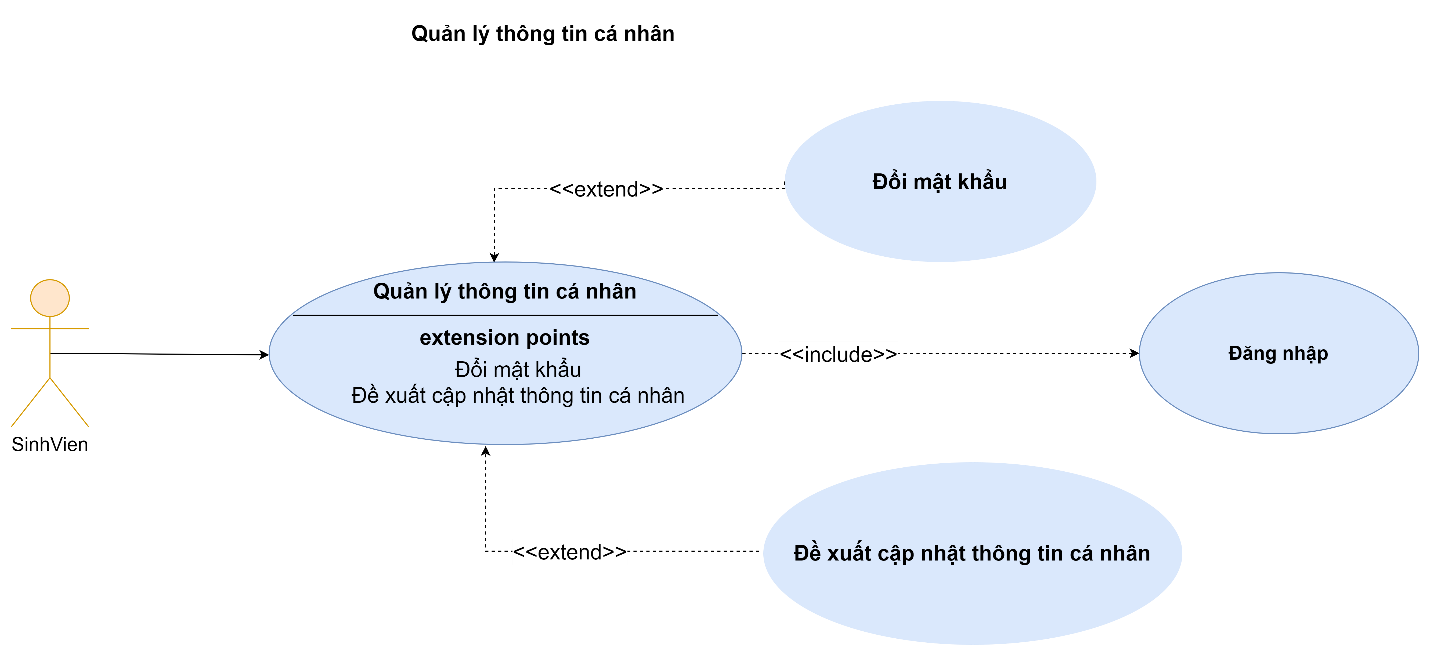 Quản lý thông tin cá nhân
Đổi mật khẩu
<<extend>>
Quản lý thông tin cá nhân
extension points
Đổi mật khẩu
Đề xuất cập nhật thông tin cá nhân
<<include>>
Đăng nhập
SinhVien
<<extend>>
Đề xuất cập nhật thông tin cá nhân